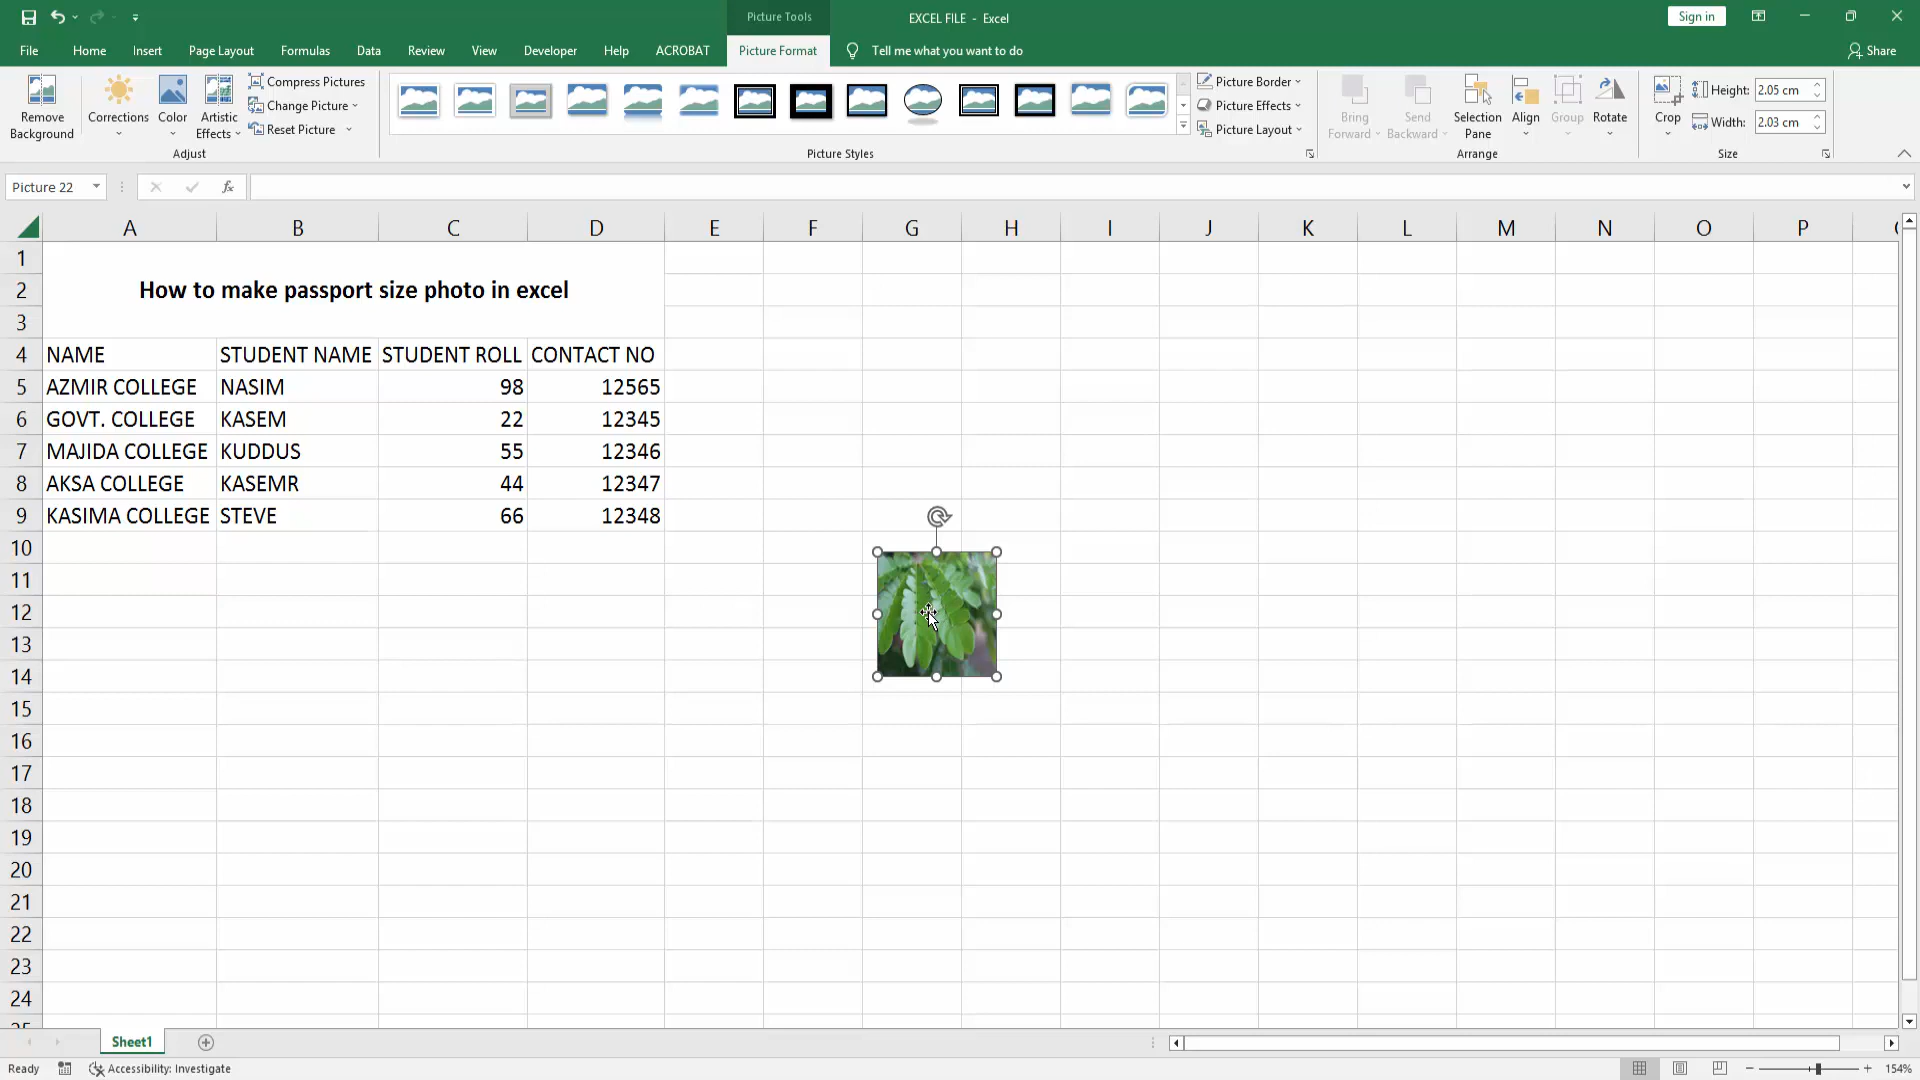 Picture Tools
EXCEL FILE - Excel
Sign in
File Home Insert Page Layout Formulas Data Review View Developer Help ACROBAT Picture Format Tell me what you want to do Share
Remove Background
Corrections
Color
Artistic Effects
Compress Pictures
Change Picture
Reset Picture
Adjust
Picture Styles
Picture Border
Picture Effects
Picture Layout
Bring Forward
Send Backward
Selection Pane
Align
Group
Rotate
Arrange
Crop
Height: 2.05 cm
Width: 2.03 cm
Size
Picture 22
fx
A B C D E F G H I J K L M N O P
1
2 How to make passport size photo in excel
3
4 NAME STUDENT NAME STUDENT ROLL CONTACT NO
5 AZMIR COLLEGE NASIM 98 12565
6 GOVT. COLLEGE KASEM 22 12345
7 MAJIDA COLLEGE KUDDUS 55 12346
8 AKSA COLLEGE KASEMR 44 12347
9 KASIMA COLLEGE STEVE 66 12348
10
11
12
13
14
15
16
17
18
19
20
21
22
23
24
Sheet1
Ready Accessibility: Investigate 154%